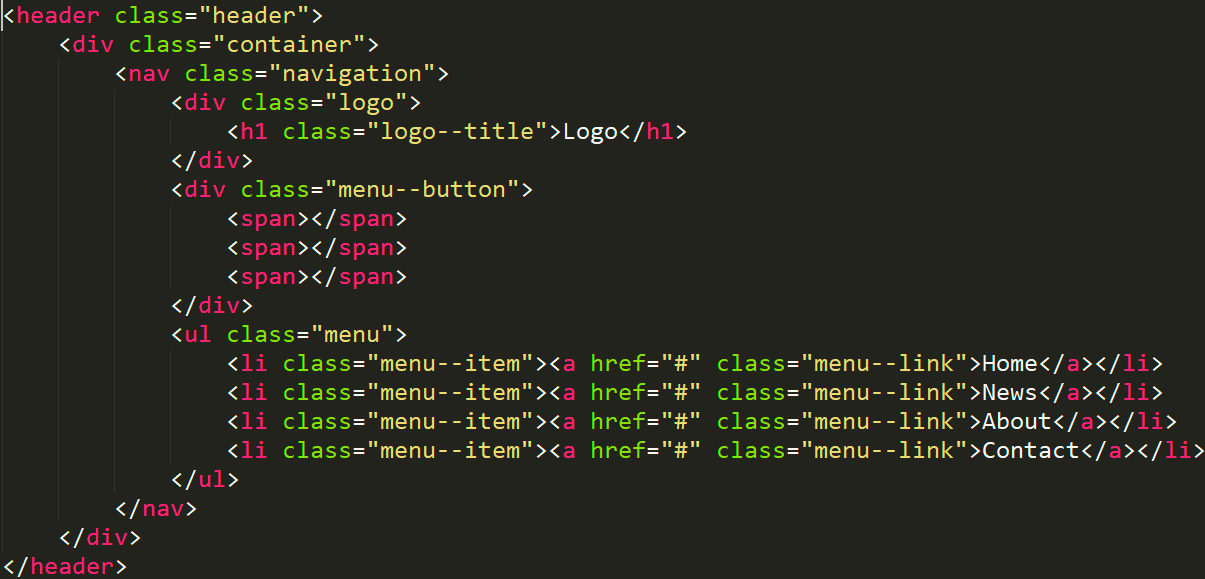 <header class="header">
    <div class="container">
        <nav class="navigation">
            <div class="logo">
                <h1 class="logo--title">Logo</h1>
            </div>
            <div class="menu--button">
                <span></span>
                <span></span>
                <span></span>
            </div>
            <ul class="menu">
                <li class="menu--item"><a href="#" class="menu--link">Home</a></li>
                <li class="menu--item"><a href="#" class="menu--link">News</a></li>
                <li class="menu--item"><a href="#" class="menu--link">About</a></li>
                <li class="menu--item"><a href="#" class="menu--link">Contact</a></li>
            </ul>
        </nav>
    </div>
</header>